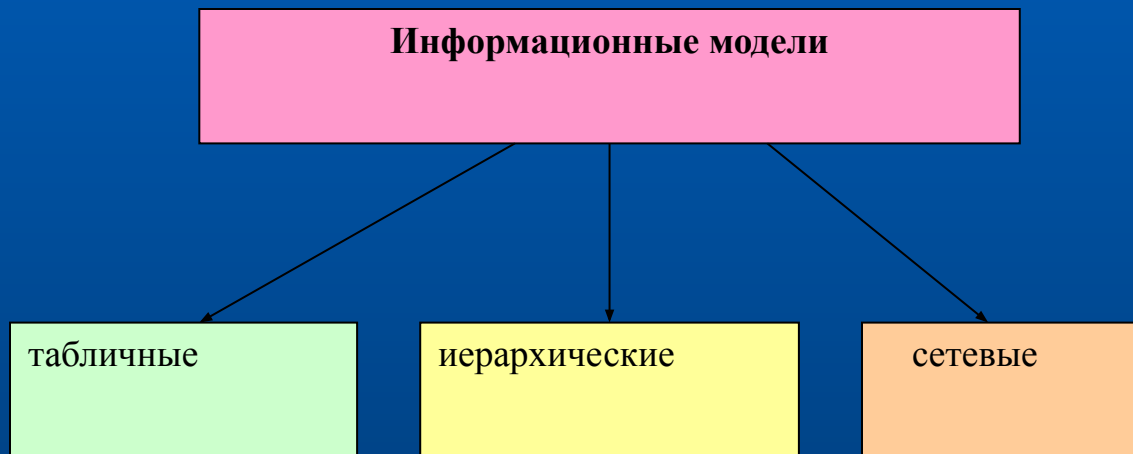 Информационные модели
табличные
иерархические
сетевые